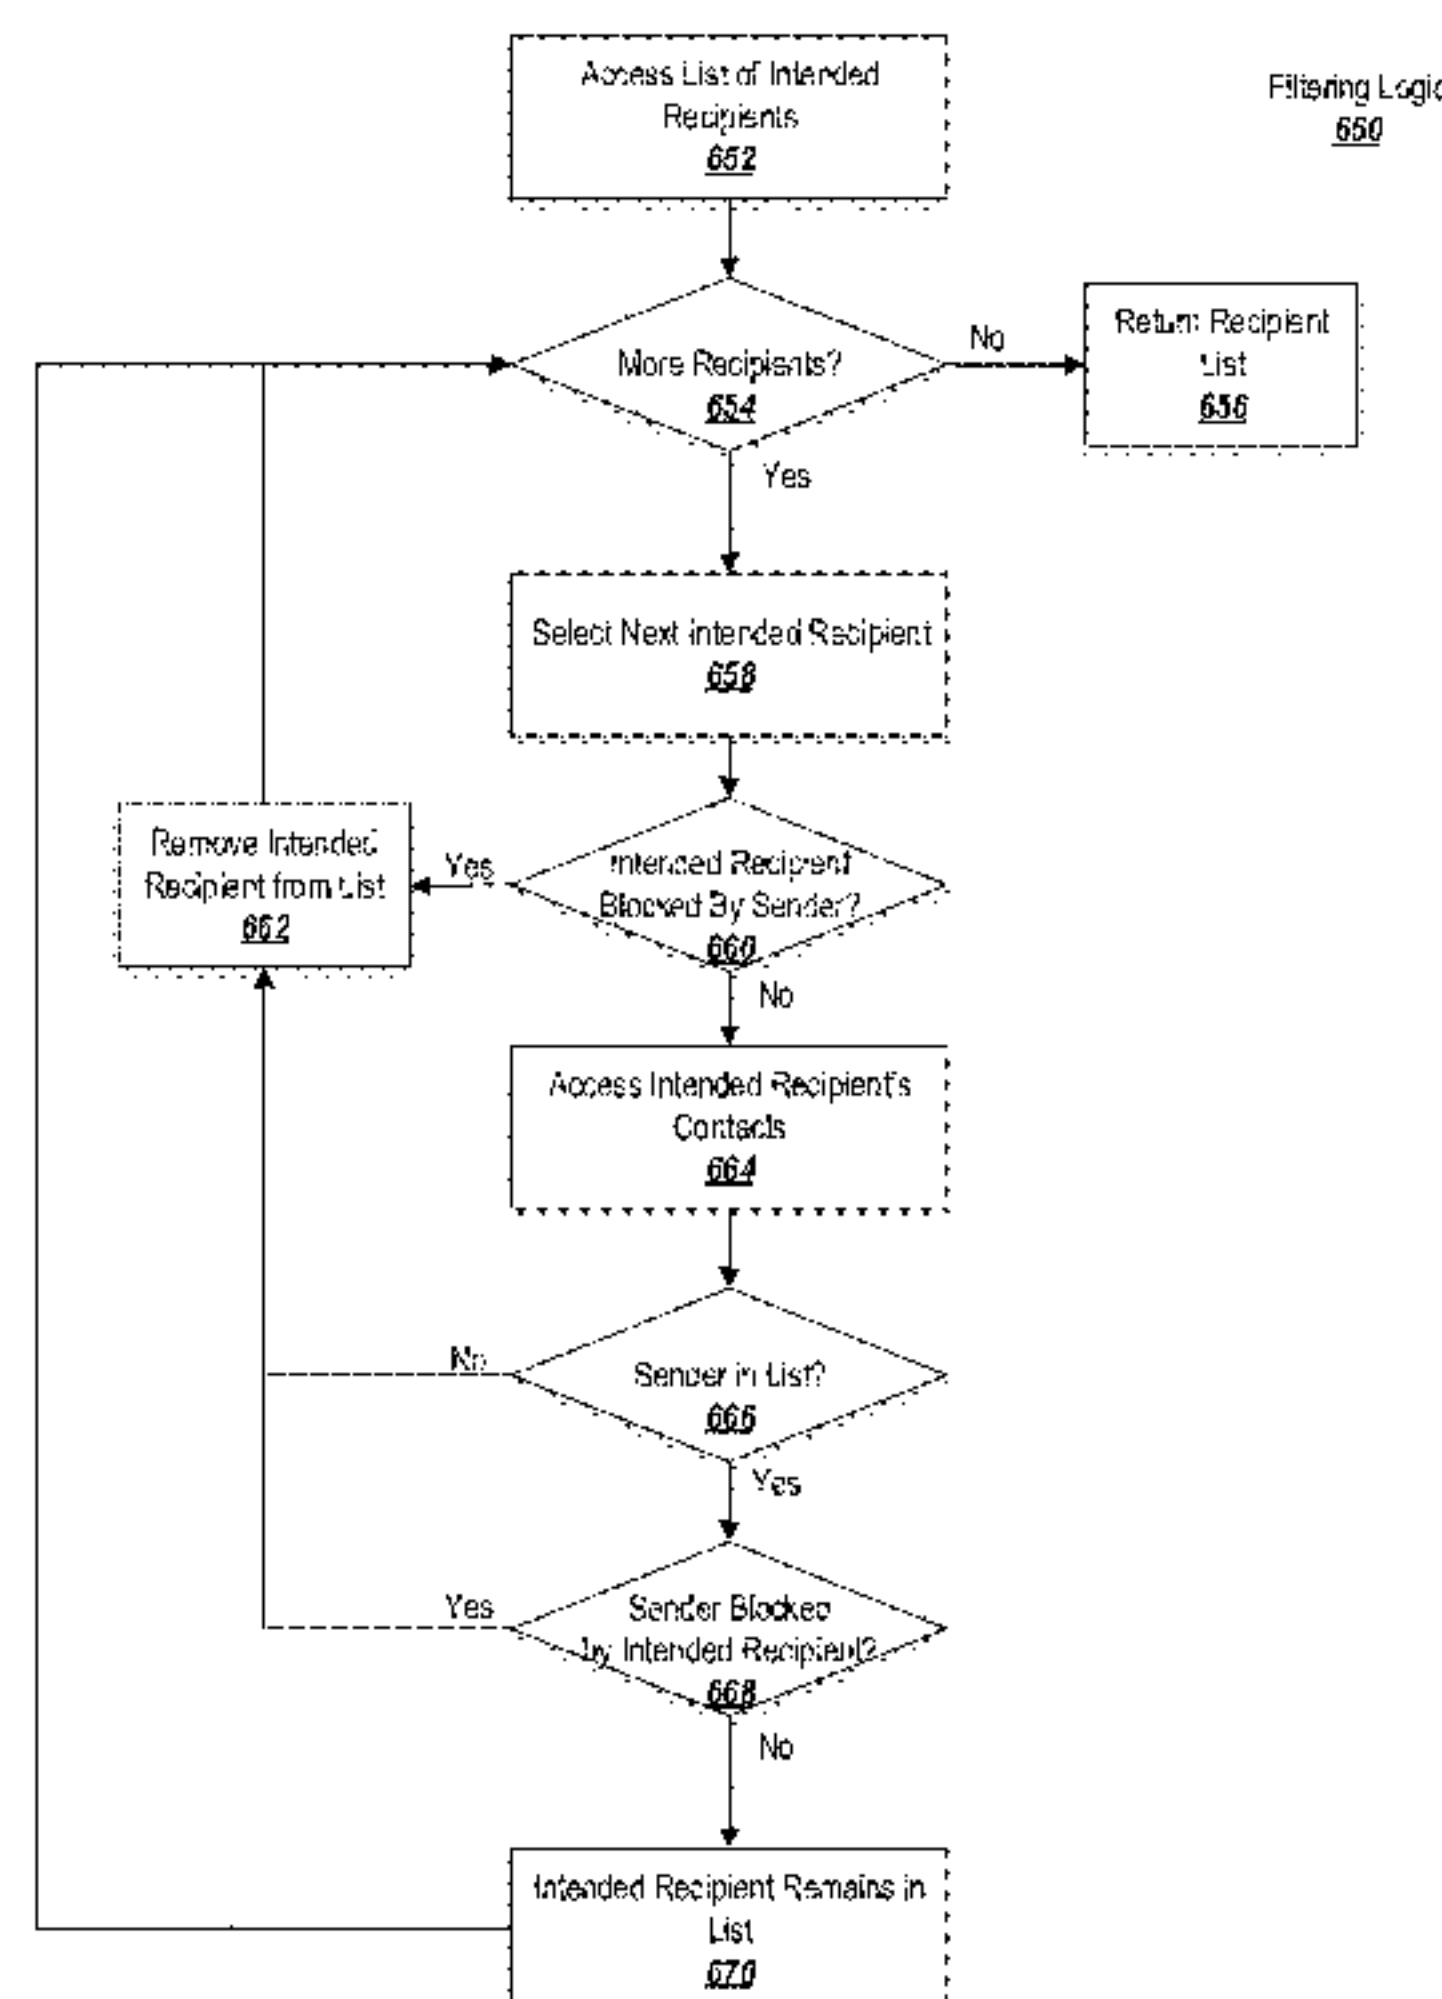 Access List of Intended
Recipients
652
Filtering Logic
650
More Recipients?
654
No
Return Recipient
List
656
Yes
Select Next Intended Recipient
658
Remove Intended
Recipient from List
662
Yes
Intended Recipient
Blocked By Sender?
660
No
Access Intended Recipient's
Contacts
664
No
Sender in List?
666
Yes
Yes
Sender Blocked
by Intended Recipient?
668
No
Intended Recipient Remains in
List
670